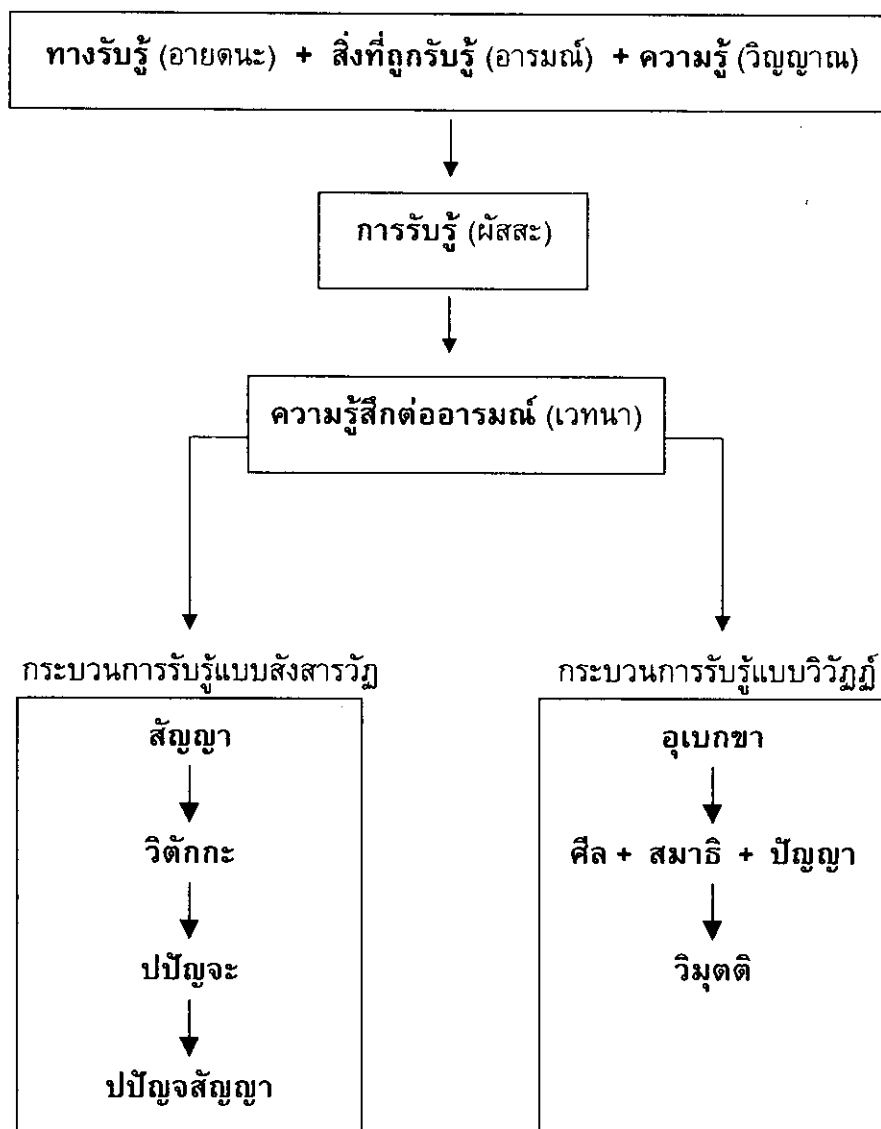 ทางรับรู้ (อายตนะ) + สิ่งที่ถูกรับรู้ (อารมณ์) + ความรู้ (วิญญาณ)
การรับรู้ (ผัสสะ)
ความรู้สึกต่ออารมณ์ (เวทนา)
กระบวนการรับรู้แบบสังสารวัฏ
สัญญา
วิตักกะ
ปปัญจะ
ปปัญจสัญญา
กระบวนการรับรู้แบบวิวัฏฏ์
อุเบกขา
ศีล + สมาธิ + ปัญญา
วิมุตติ